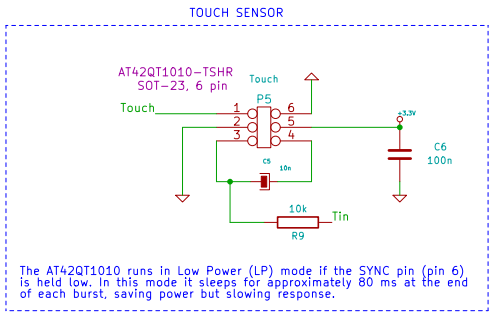 TOUCH SENSOR
AT42QT1010-TSHR
SOT-23, 6 pin
Touch
P5
Touch
1
6
2
5
3
4
+3.3V
C6
100n
C5
10n
10k
Tin
R9
The AT42QT1010 runs in Low Power (LP) mode if the SYNC pin (pin 6)
is held low. In this mode it sleeps for approximately 80 ms at the end
of each burst, saving power but slowing response.